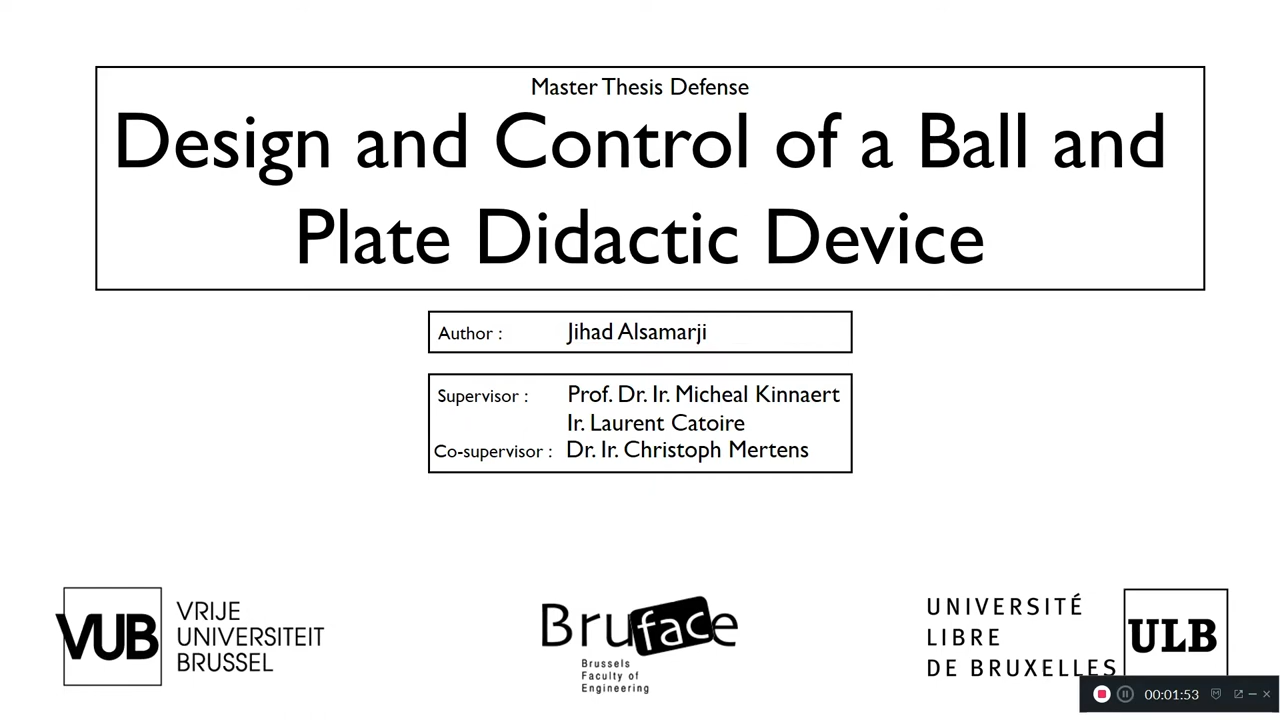 Master Thesis Defense
Design and Control of a Ball and
Plate Didactic Device
Author : Jihad Alsamarji
Supervisor : Prof. Dr. Ir. Micheal Kinnaert
Ir. Laurent Catoire
Co-supervisor : Dr. Ir. Christoph Mertens
VUB
VRIJE
UNIVERSITEIT
BRUSSEL
Bruface
Brussels
Faculty of
Engineering
UNIVERSITÉ
LIBRE
DE BRUXELLES
ULB
00:01:53